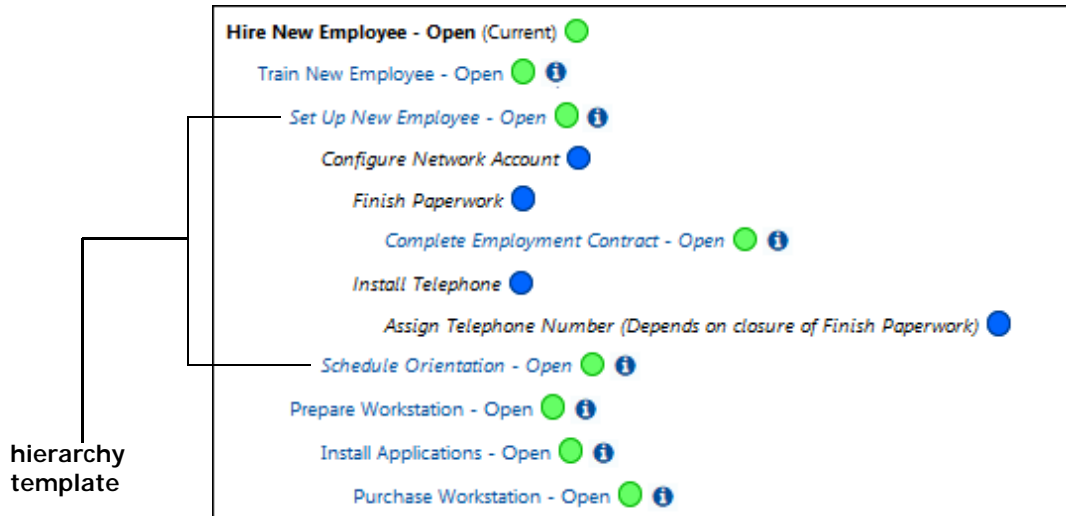 Hire New Employee - Open (Current)
Train New Employee - Open
Set Up New Employee - Open
Configure Network Account
Finish Paperwork
Complete Employment Contract - Open
Install Telephone
Assign Telephone Number (Depends on closure of Finish Paperwork)
Schedule Orientation - Open
Prepare Workstation - Open
Install Applications - Open
Purchase Workstation - Open
hierarchy
template